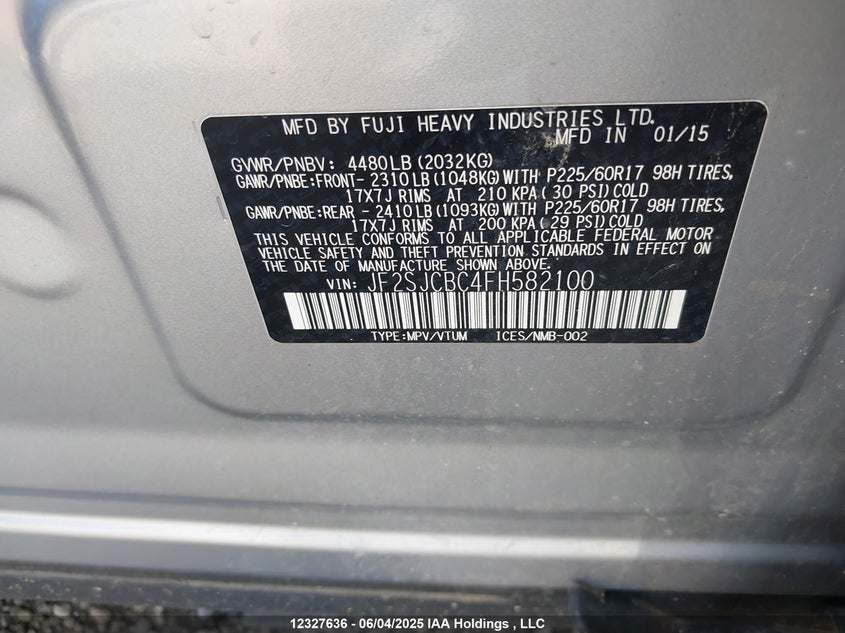 MFD BY FUJI HEAVY INDUSTRIES LTD.
MFD IN 01/15
GVWR/PNBV: 4480LB (2032KG)
GAWR/PNBE:FRONT- 2310 LB (1048KG) WITH P225/60R17 98H TIRES,
17X7J RIMS AT 210 KPA ( 30 PSI) COLD
GAWR/PNBE:REAR - 2410 LB (1093KG) WITH P225/60R17 98H TIRES,
17X7J RIMS AT 200 KPA ( 29 PSI) COLD
THIS VEHICLE CONFORMS TO ALL APPLICABLE FEDERAL MOTOR
VEHICLE SAFETY AND THEFT PREVENTION STANDARDS IN EFFECT ON
THE DATE OF MANUFACTURE SHOWN ABOVE.
VIN: JF2SJCBC4FH582100
TYPE:MPV/VTUM ICES/NMB-002
12327636 - 06/04/2025 IAA Holdings , LLC